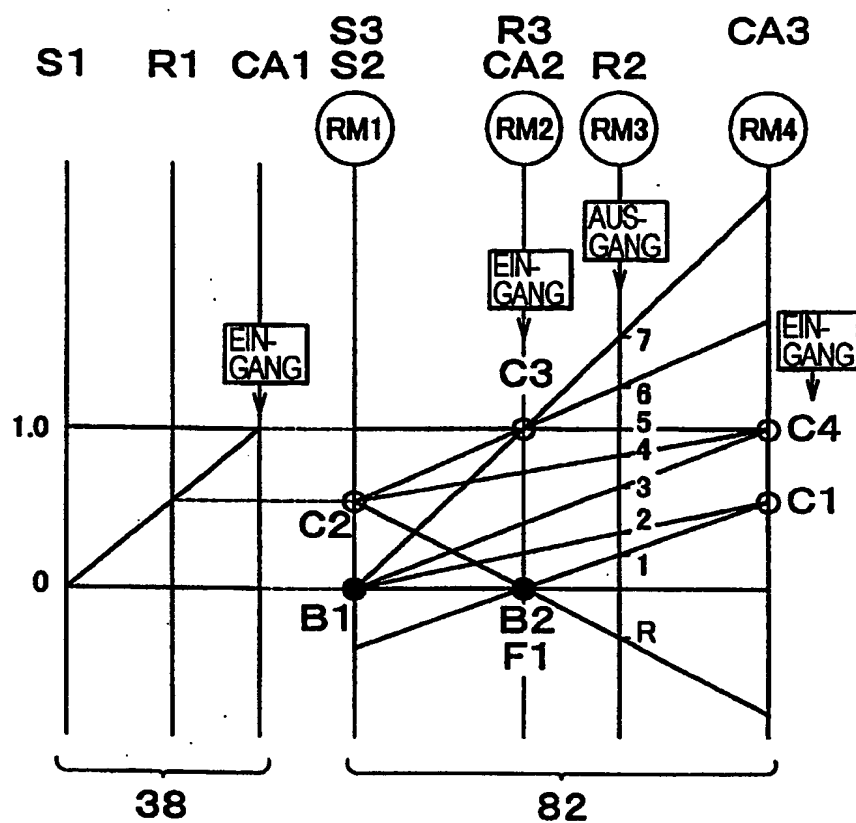 S3 R3 CA3
S1 R1 CA1 S2 CA2 R2
RM1 RM2 RM3 RM4
AUS-
GANG
EIN-
GANG
EIN-
GANG
EIN-
GANG
7
C3
6
1.0
5
C4
4
3
C1
C2
2
1
0
B1
B2
R
F1
38
82